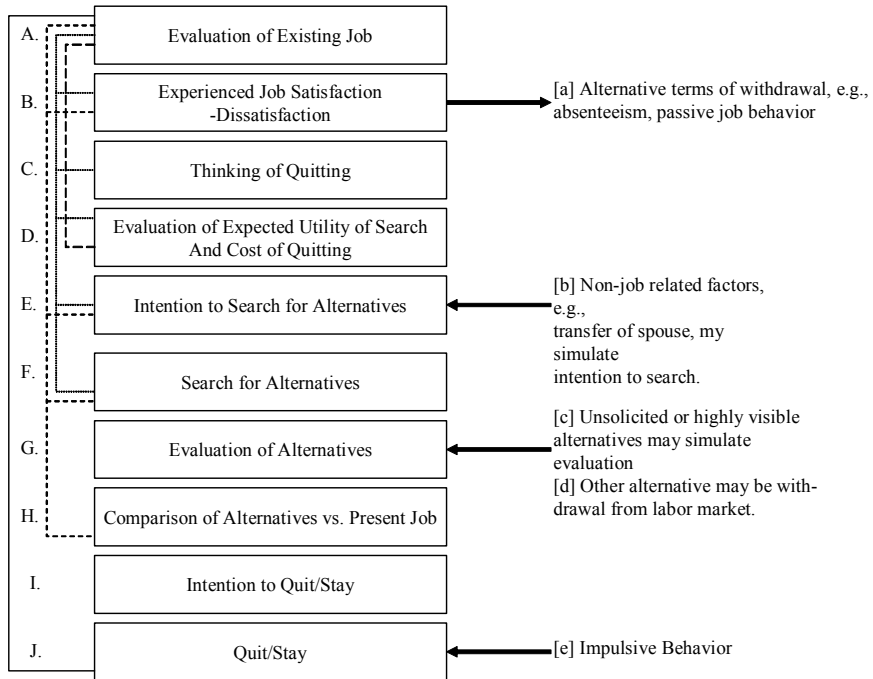 A.
Evaluation of Existing Job
B.
Experienced Job Satisfaction
-Dissatisfaction
[a] Alternative terms of withdrawal, e.g.,
absenteeism, passive job behavior
C.
Thinking of Quitting
D.
Evaluation of Expected Utility of Search
And Cost of Quitting
E.
Intention to Search for Alternatives
[b] Non-job related factors,
e.g.,
transfer of spouse, my
simulate
intention to search.
F.
Search for Alternatives
G.
Evaluation of Alternatives
[c] Unsolicited or highly visible
alternatives may simulate
evaluation
[d] Other alternative may be with-
drawal from labor market.
H.
Comparison of Alternatives vs. Present Job
I.
Intention to Quit/Stay
J.
Quit/Stay
[e] Impulsive Behavior